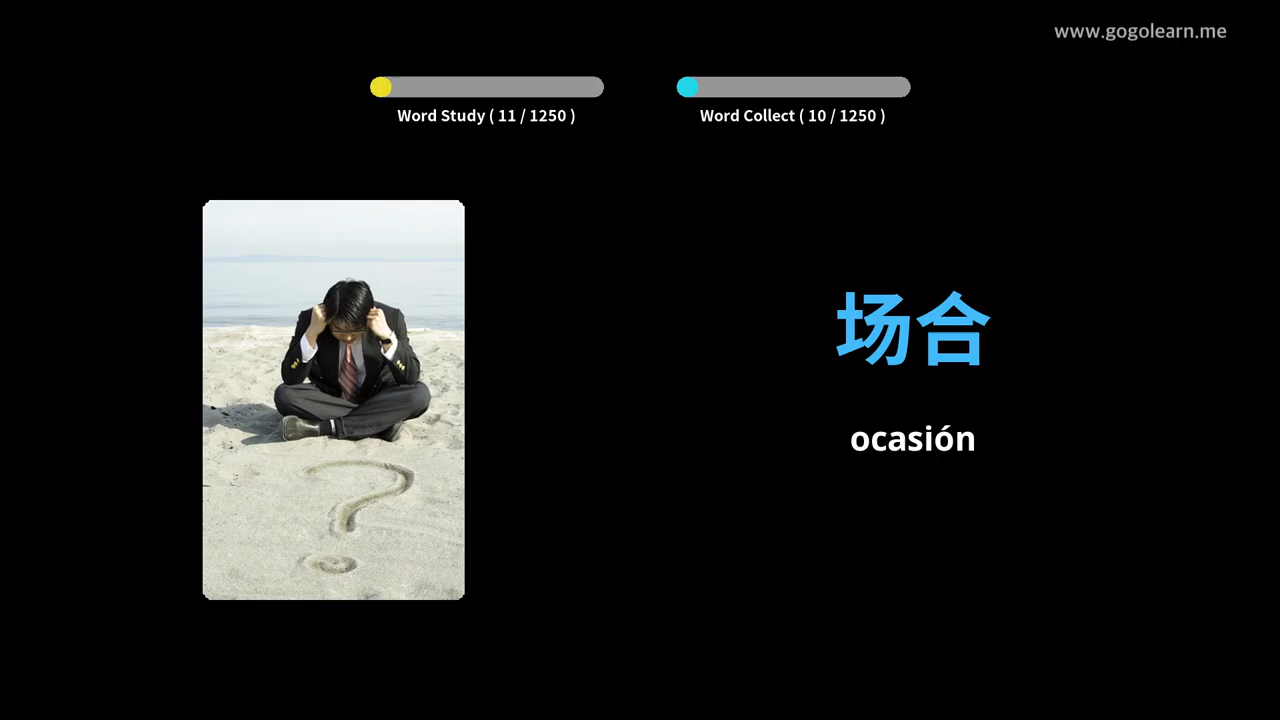 www.gogolearn.me
Word Study ( 11 / 1250 )
Word Collect ( 10 / 1250 )
场合
ocasión
?